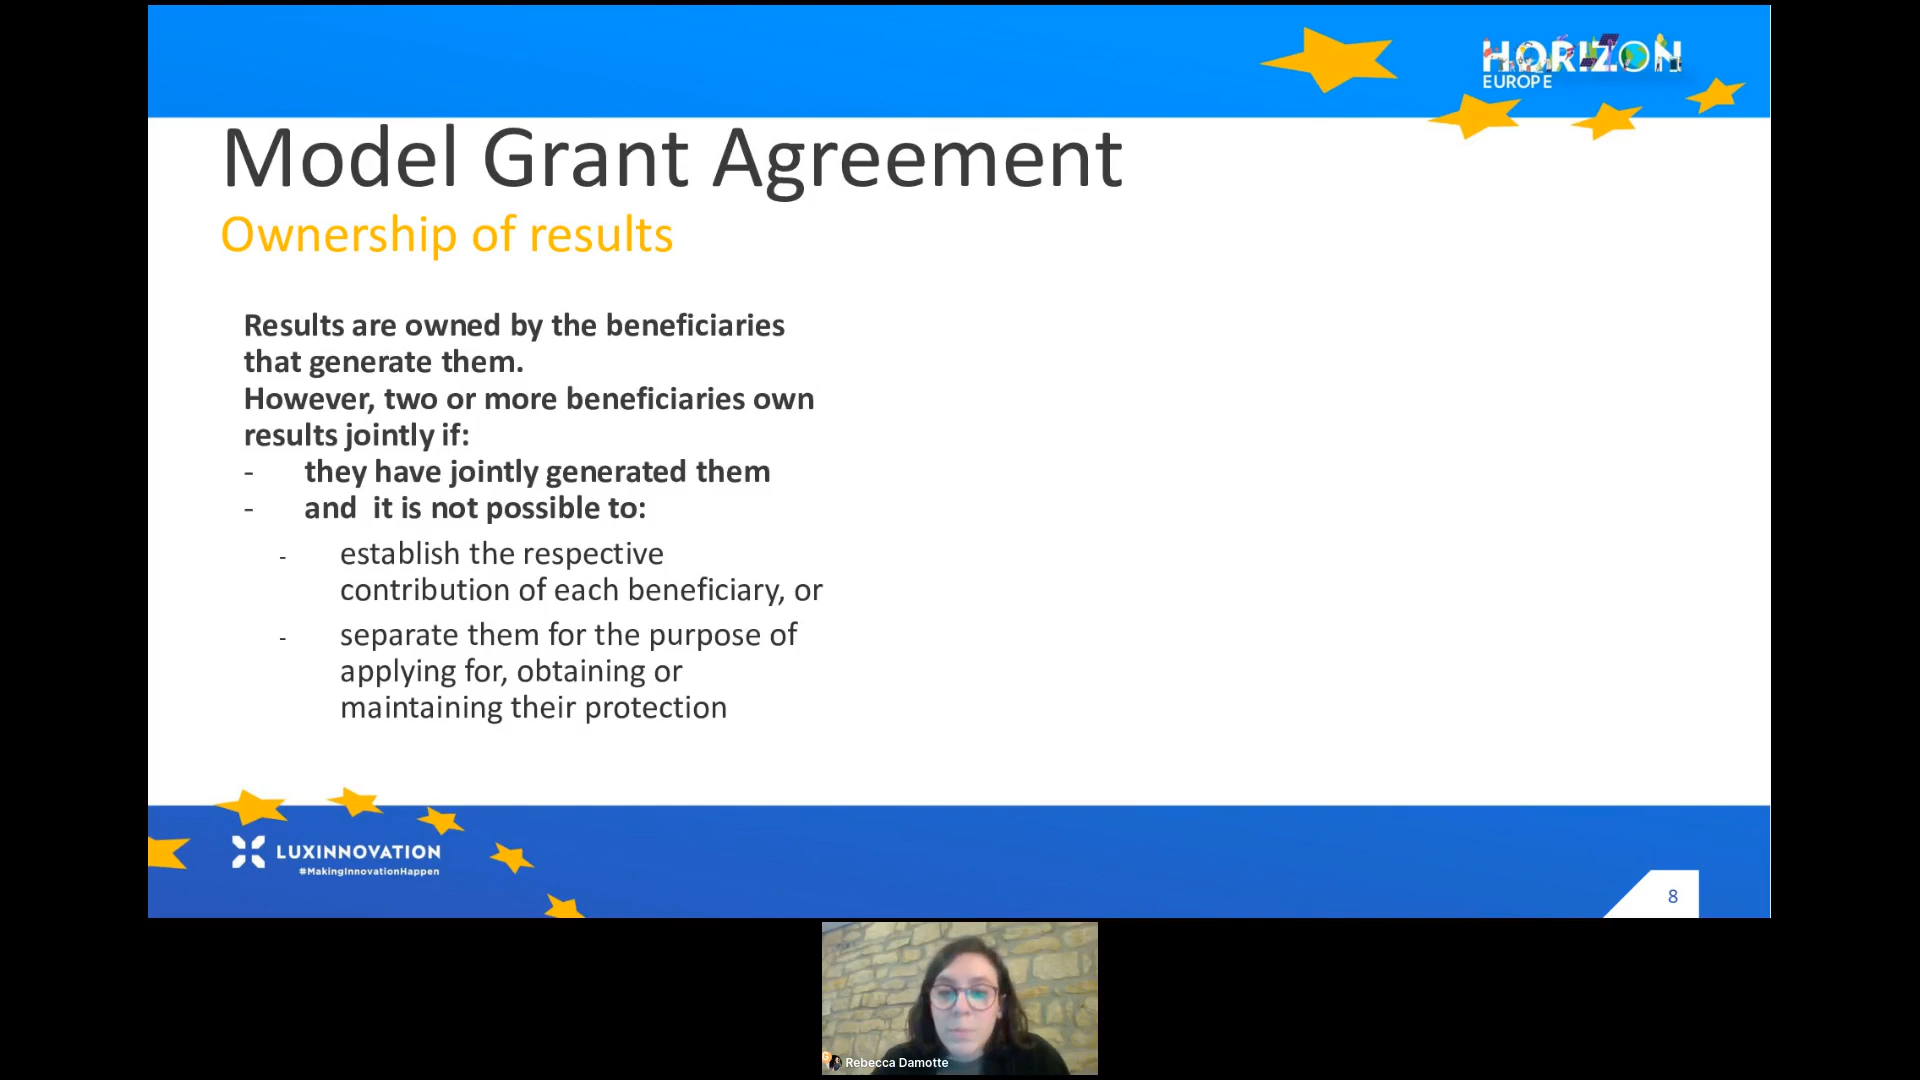 HORIZON
EUROPE
Model Grant Agreement
Ownership of results
Results are owned by the beneficiaries
that generate them.
However, two or more beneficiaries own
results jointly if:
- they have jointly generated them
- and  it is not possible to:
- establish the respective
contribution of each beneficiary, or
- separate them for the purpose of
applying for, obtaining or
maintaining their protection
LUXINNOVATION
#MakingInnovationHappen
8
Rebecca Damotte